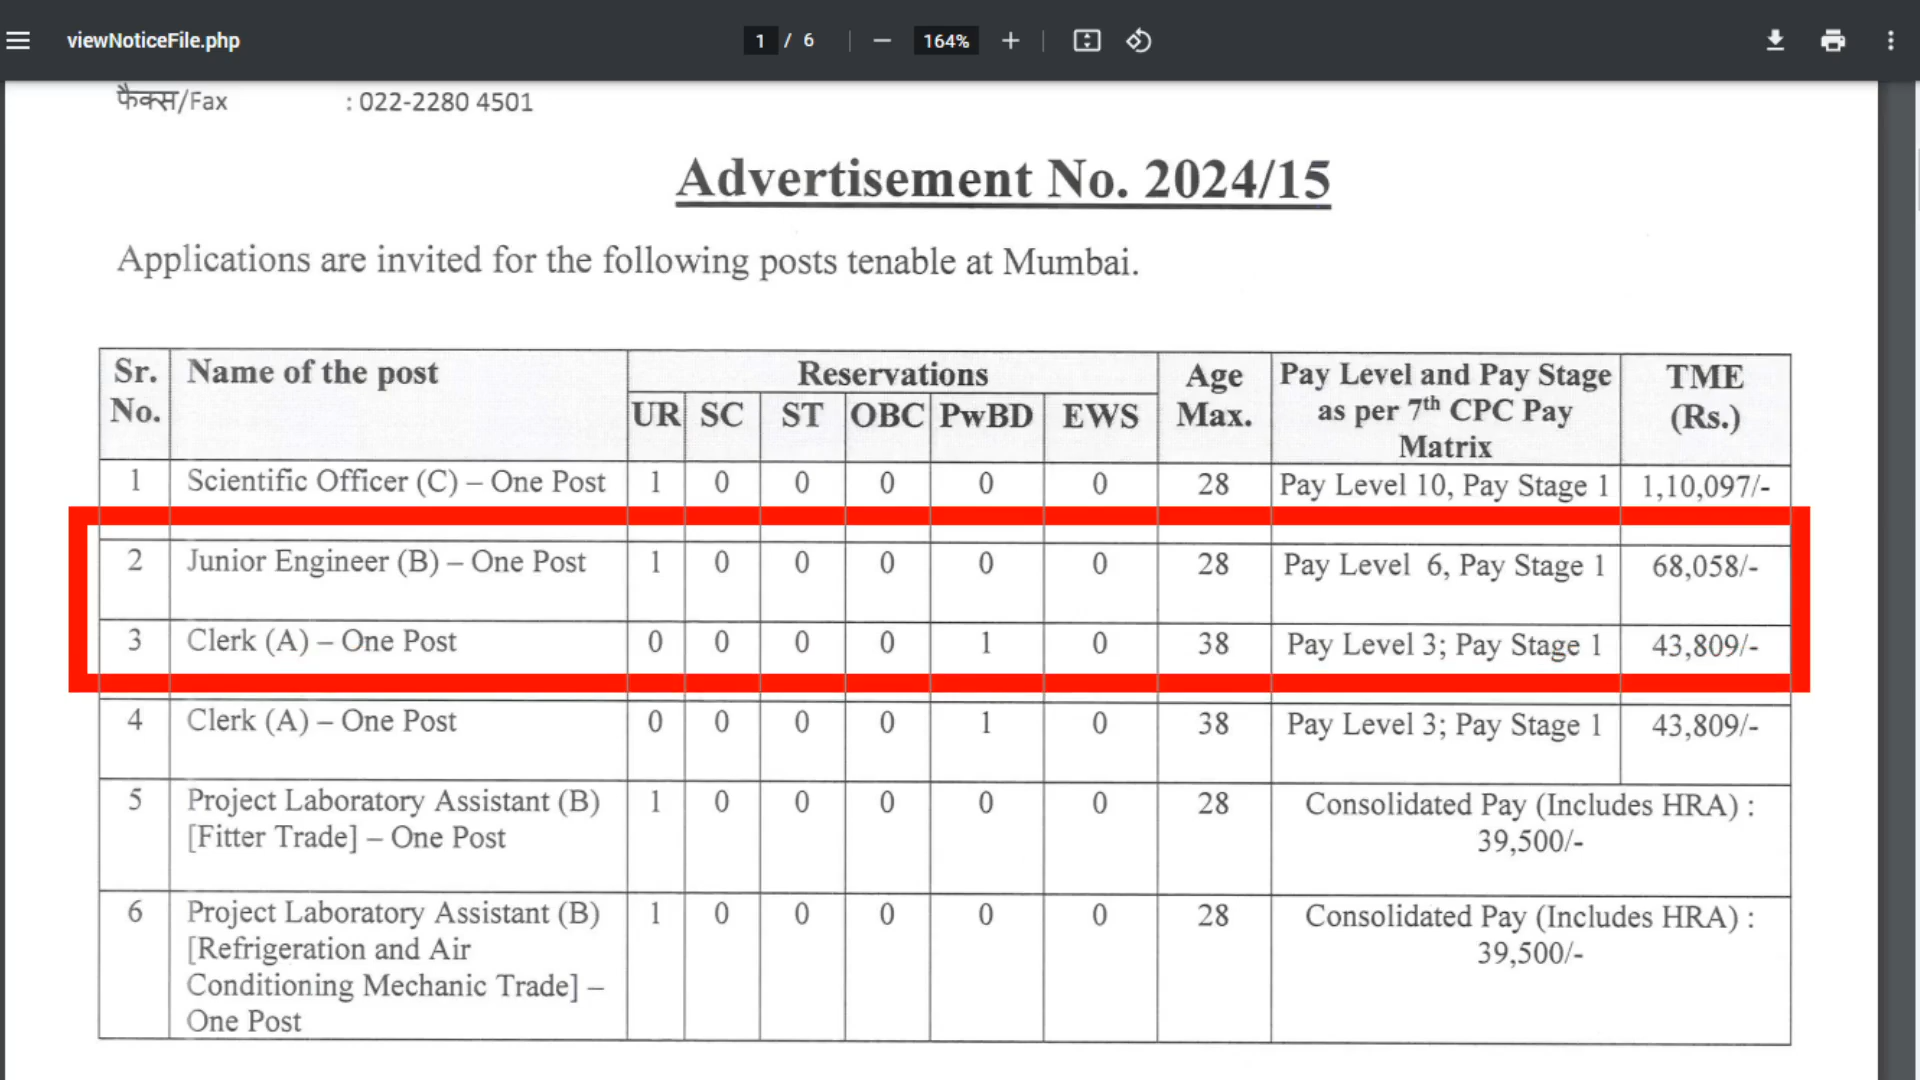 viewNoticeFile.php
1 / 6
164%
फैक्स/Fax : 022-2280 4501
Advertisement No. 2024/15
Applications are invited for the following posts tenable at Mumbai.
Sr. No. Name of the post Reservations Age Max. Pay Level and Pay Stage as per 7th CPC Pay Matrix TME (Rs.)
UR SC ST OBC PwBD EWS
1 Scientific Officer (C) – One Post 1 0 0 0 0 0 28 Pay Level 10, Pay Stage 1 1,10,097/-
2 Junior Engineer (B) – One Post 1 0 0 0 0 0 28 Pay Level 6, Pay Stage 1 68,058/-
3 Clerk (A) – One Post 0 0 0 0 1 0 38 Pay Level 3; Pay Stage 1 43,809/-
4 Clerk (A) – One Post 0 0 0 0 1 0 38 Pay Level 3; Pay Stage 1 43,809/-
5 Project Laboratory Assistant (B) 1 0 0 0 0 0 28 Consolidated Pay (Includes HRA) :
[Fitter Trade] – One Post 39,500/-
6 Project Laboratory Assistant (B) 1 0 0 0 0 0 28 Consolidated Pay (Includes HRA) :
[Refrigeration and Air 39,500/-
Conditioning Mechanic Trade] –
One Post